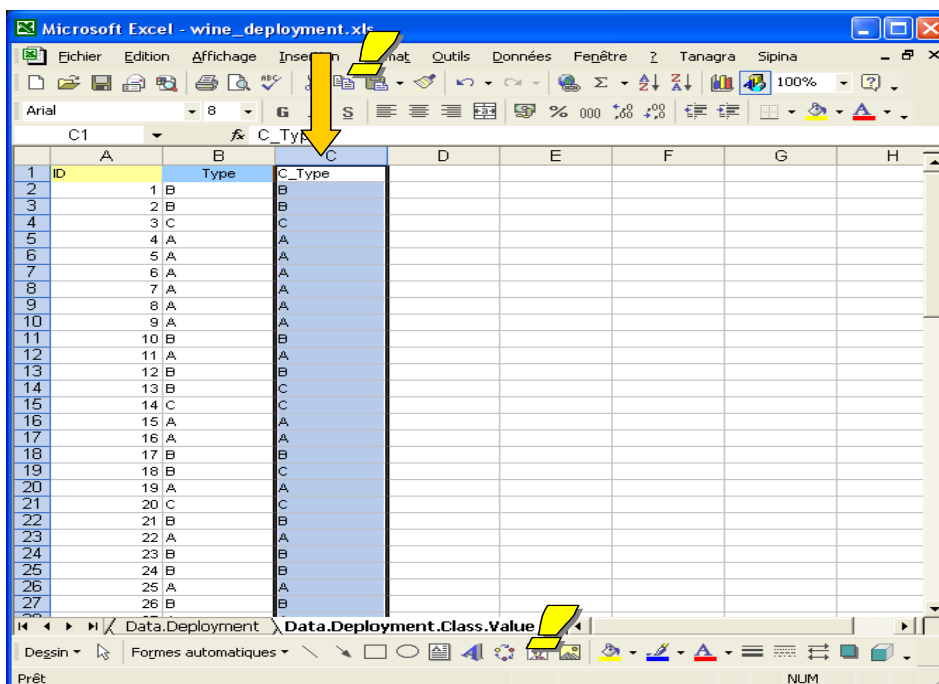 Microsoft Excel - wine_deployment.xls
Fichier Edition Affichage Outils Données Fenêtre ? Tanagra Sipina
100%
Arial 8 G S % 000
C1 fx
A B C D E F G H
1 ID Type C_Type
2 1 B B
3 2 B B
4 3 C C
5 4 A A
6 5 A A
7 6 A A
8 7 A A
9 8 A A
10 9 A A
11 10 B B
12 11 A A
13 12 B B
14 13 B C
15 14 C C
16 15 A A
17 16 A A
18 17 B B
19 18 B C
20 19 A A
21 20 C C
22 21 B B
23 22 A A
24 23 B B
25 24 B B
26 25 A A
27 26 B B
Data.Deployment Data.Deployment.Class.Value
Dessin Formes automatiques
Prêt NUM